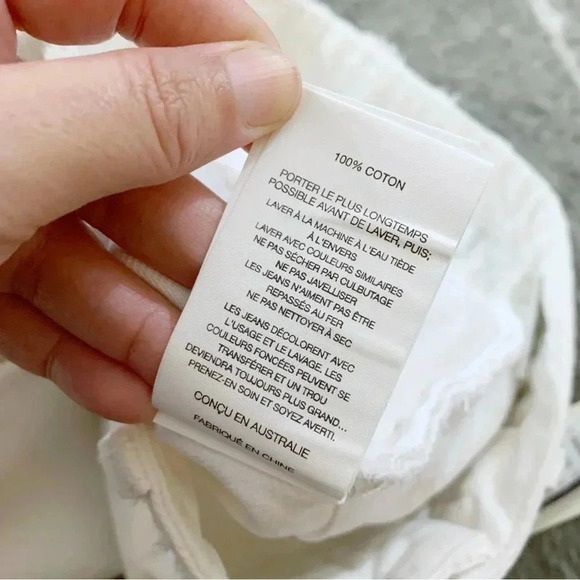 100% COTON
PORTER LE PLUS LONGTEMPS
POSSIBLE AVANT DE LAVER, PUIS:
LAVER À LA MACHINE À L'EAU TIÈDE
À L'ENVERS
LAVER AVEC COULEURS SIMILAIRES
NE PAS SÉCHER PAR CULBUTAGE
NE PAS JAVELLISER
LES JEANS N'AIMENT PAS ÊTRE
REPASSÉS AU FER
NE PAS NETTOYER À SEC
LES JEANS DÉCOLORENT AVEC
L'USAGE ET LE LAVAGE. LES
COULEURS FONCÉES PEUVENT SE
TRANSFÉRER ET UN TROU
DEVIENDRA TOUJOURS PLUS GRAND...
PRENEZ-EN SOIN ET SOYEZ AVERTI.
CONÇU EN AUSTRALIE
FABRIQUÉ EN CHINE